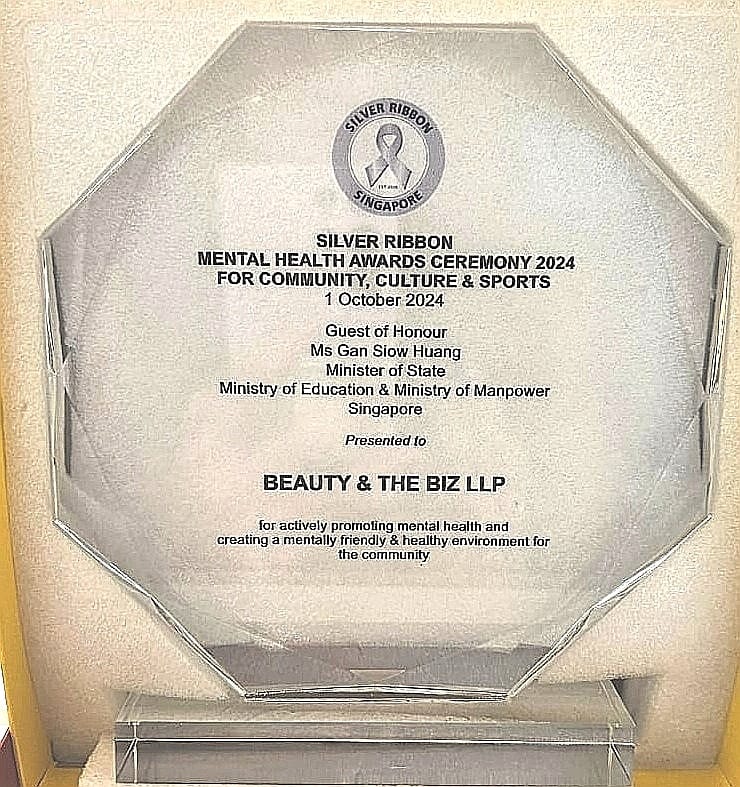 SILVER RIBBON
SINGAPORE
SILVER RIBBON
MENTAL HEALTH AWARDS CEREMONY 2024
FOR COMMUNITY, CULTURE & SPORTS
1 October 2024
Guest of Honour
Ms Gan Siow Huang
Minister of State
Ministry of Education & Ministry of Manpower
Singapore
Presented to
BEAUTY & THE BIZ LLP
for actively promoting mental health and
creating a mentally friendly & healthy environment for
the community